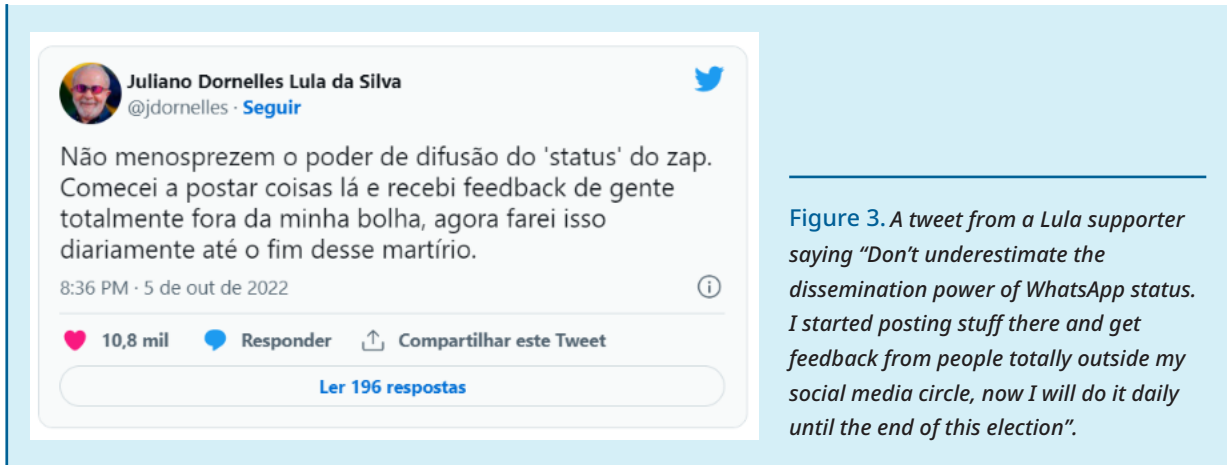 Juliano Dornelles Lula da Silva
@jdornelles · Seguir
Não menosprezem o poder de difusão do 'status' do zap.
Comecei a postar coisas lá e recebi feedback de gente
totalmente fora da minha bolha, agora farei isso
diariamente até o fim desse martírio.
8:36 PM · 5 de out de 2022
10,8 mil Responder Compartilhar este Tweet
Ler 196 respostas
Figure 3. A tweet from a Lula supporter
saying “Don’t underestimate the
dissemination power of WhatsApp status.
I started posting stuff there and get
feedback from people totally outside my
social media circle, now I will do it daily
until the end of this election”.